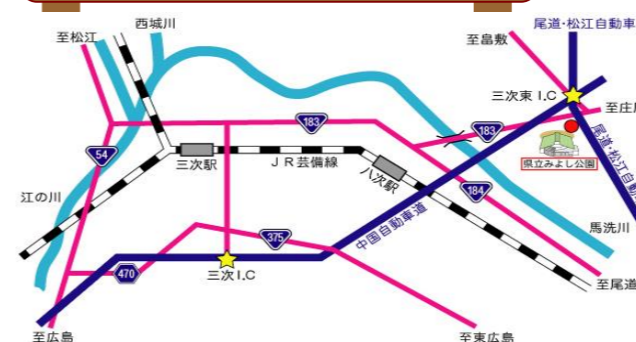 西城川
尾道・松江自動車
至松江
至畠敷
三次東I.C
至庄
183
183
54
三次駅
JR芸備線
八次駅
県立みよし公園
尾道・松江自動
184
江の川
375
中国自動車道
馬洗川
470
三次I.C
至尾道
至広島
至東広島